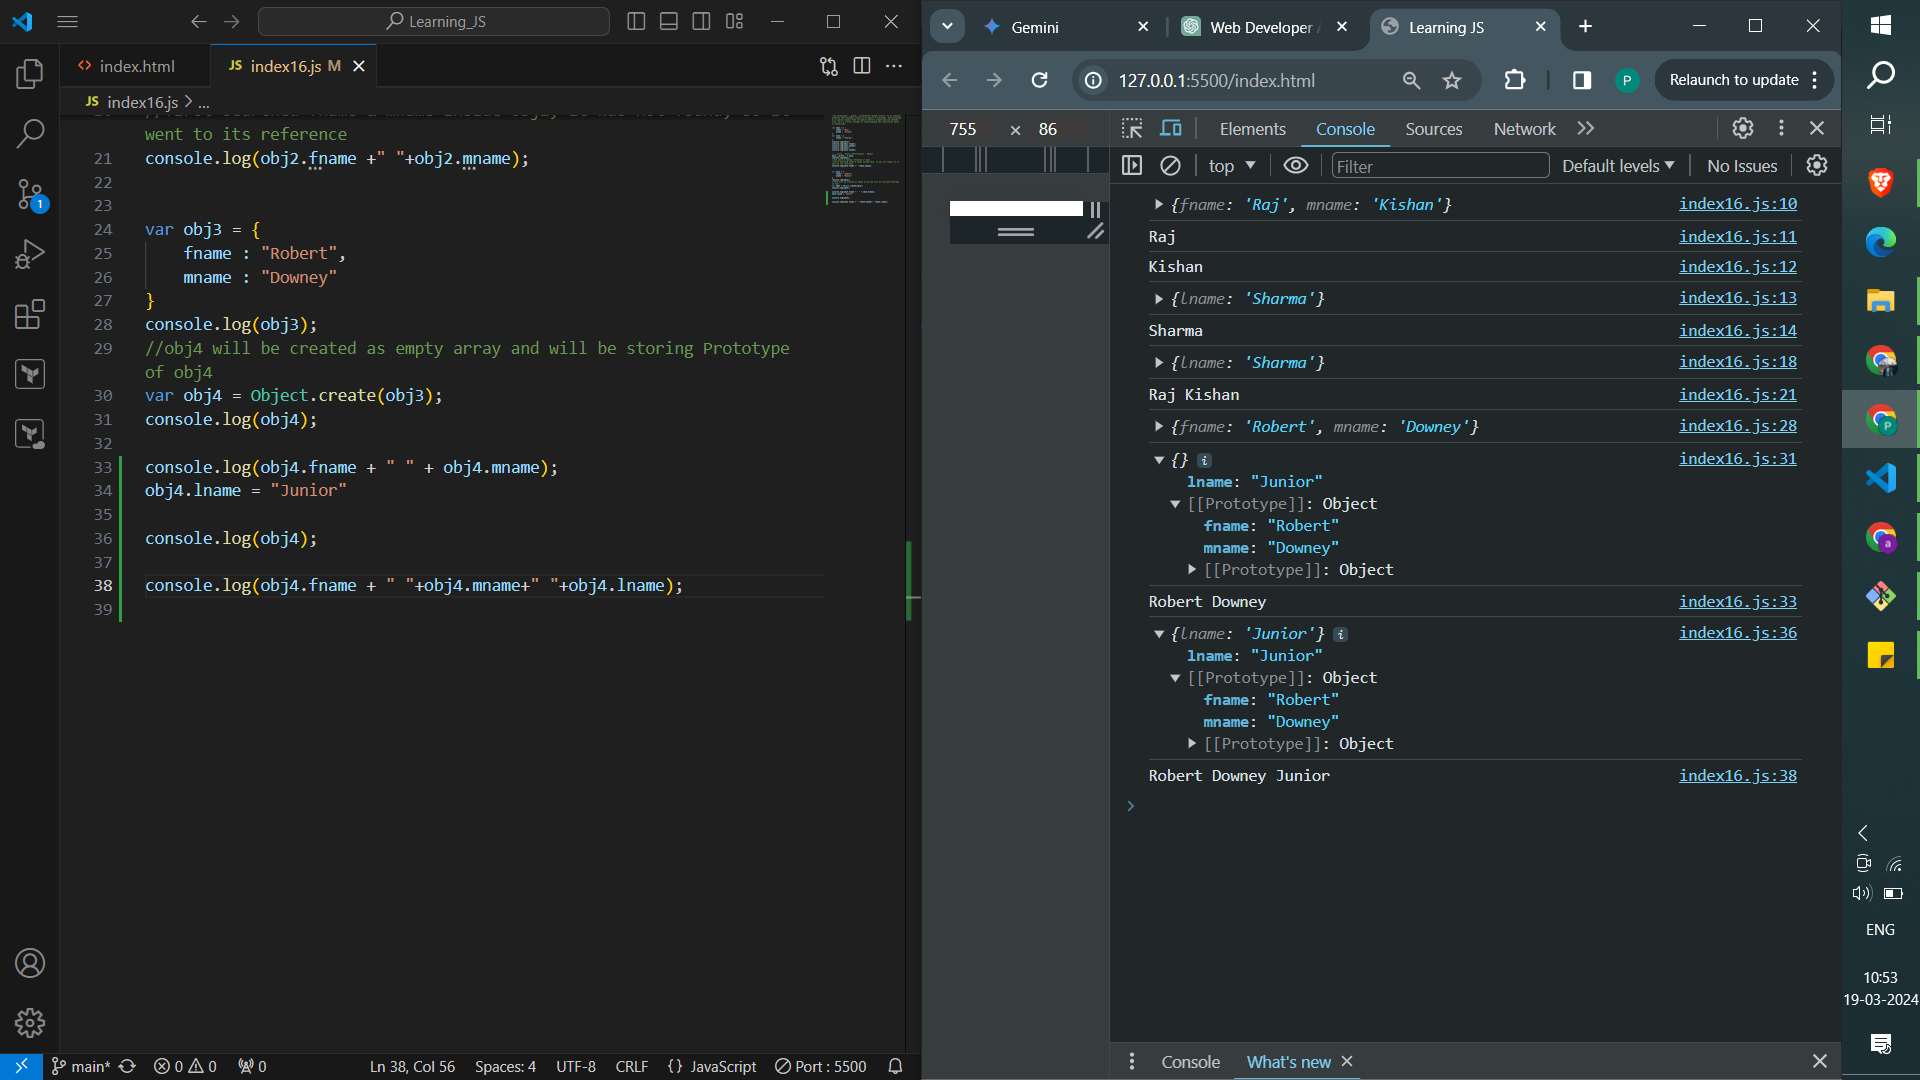 Learning_JS
index.html
JS index16.js M
JS index16.js > ...
went to its reference
21 console.log(obj2.fname +" "+obj2.mname);
22
23
24 var obj3 = {
25 fname : "Robert",
26 mname : "Downey"
27 }
28 console.log(obj3);
29 //obj4 will be created as empty array and will be storing Prototype
of obj4
30 var obj4 = Object.create(obj3);
31 console.log(obj4);
32
33 console.log(obj4.fname + " " + obj4.mname);
34 obj4.lname = "Junior"
35
36 console.log(obj4);
37
38 console.log(obj4.fname + " "+obj4.mname+" "+obj4.lname);
39
1
main* 0 0 0
Ln 38, Col 56 Spaces: 4 UTF-8 CRLF {} JavaScript Port : 5500
Gemini
Web Developer
Learning JS
127.0.0.1:5500/index.html
P
Relaunch to update
755 × 86
Elements Console Sources Network
top
Filter
Default levels
No Issues
{fname: 'Raj', mname: 'Kishan'} index16.js:10
Raj index16.js:11
Kishan index16.js:12
{lname: 'Sharma'} index16.js:13
Sharma index16.js:14
{lname: 'Sharma'} index16.js:18
Raj Kishan index16.js:21
{fname: 'Robert', mname: 'Downey'} index16.js:28
{} i index16.js:31
lname: "Junior"
[[Prototype]]: Object
fname: "Robert"
mname: "Downey"
[[Prototype]]: Object
Robert Downey index16.js:33
{lname: 'Junior'} i index16.js:36
lname: "Junior"
[[Prototype]]: Object
fname: "Robert"
mname: "Downey"
[[Prototype]]: Object
Robert Downey Junior index16.js:38
Console What's new
P
a
ENG
10:53
19-03-2024